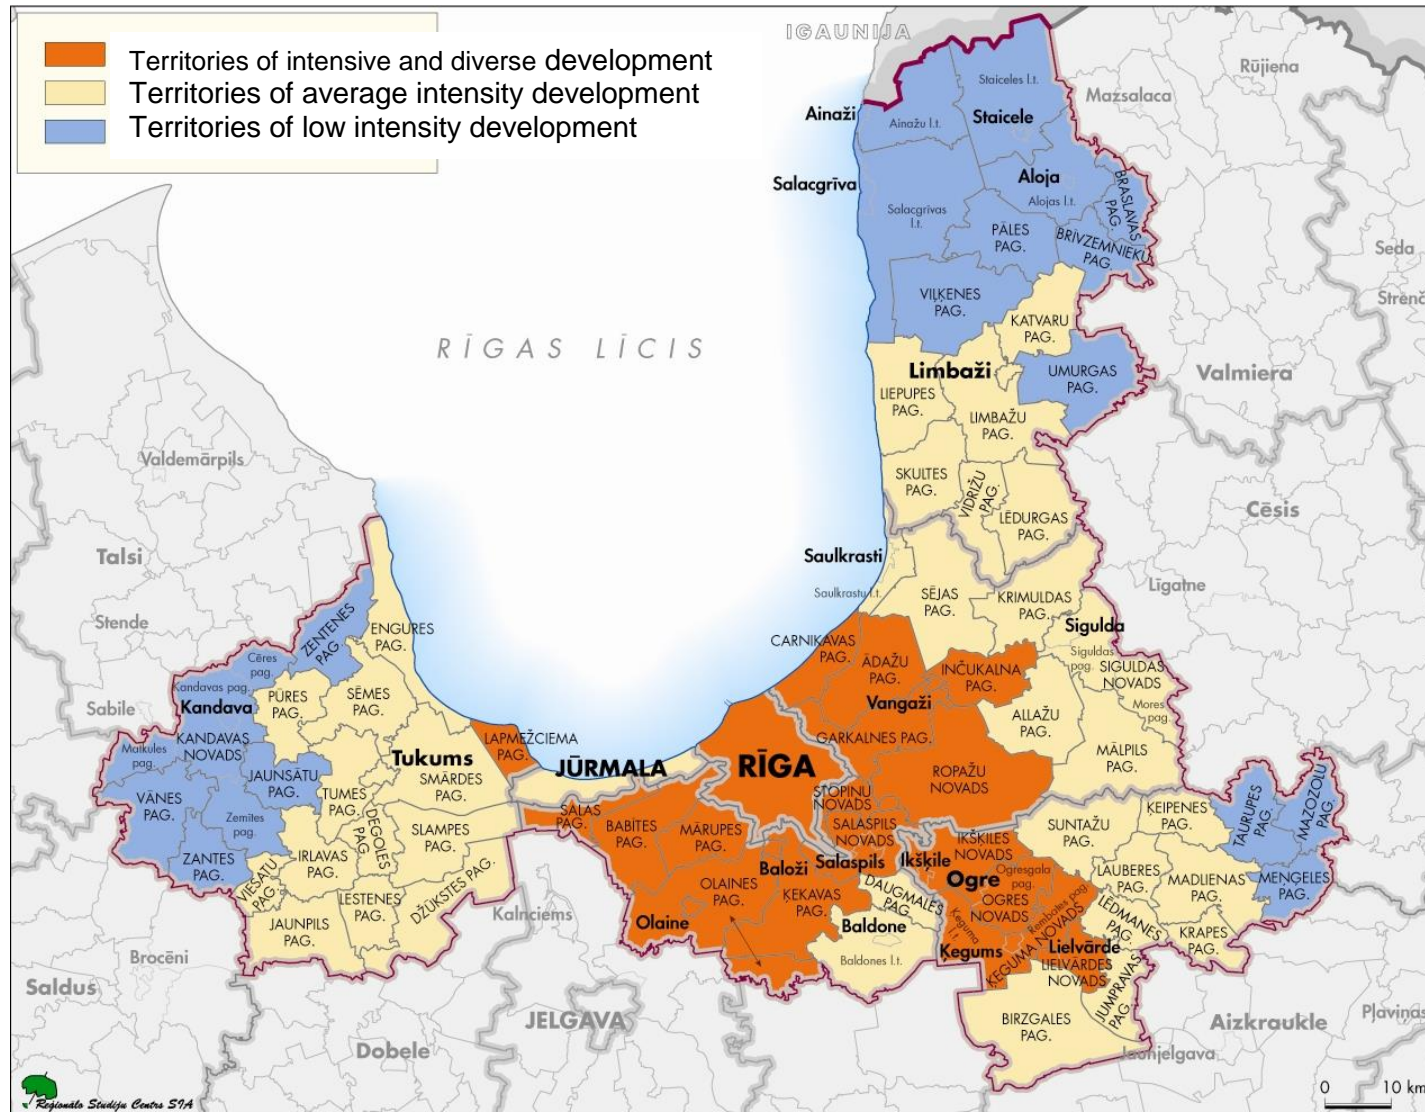 Territories of intensive and diverse development
Territories of average intensity development
Territories of low intensity development
IGAUNIJA
Rūjiena
Mazsalaca
Staiceles l.t.
Ainaži
Ainažu l.t.
Staicele
Salacgrīva
Aloja
Alojas l.t.
BRASLAVAS
PAG.
Salacgrīvas
l.t.
PĀLES
PAG.
BRĪVZEMNIEKU
PAG.
Seda
Strenč
VIĻĶENES
PAG.
KATVARU
PAG.
RĪGAS LĪCIS
Limbaži
UMURGAS
PAG.
Valmiera
LIEPUPES
PAG.
LIMBAŽU
PAG.
Valdemārpils
SKULTES
PAG.
VIDRIŽU
PAG.
LĒDURGAS
PAG.
Cēsis
Talsi
Saulkrasti
Saulkrastu l.t.
SĒJAS
PAG.
KRIMULDAS
PAG.
Līgatne
Stende
ZENTENES
PAG.
ENGURES
PAG.
CARNIKAVAS
PAG.
Sigulda
Siguldas
pag.
SIGULDAS
NOVADS
Cēres
pag.
ĀDAŽU
PAG.
INČUKALNA
PAG.
Kandavas pag.
Kandava
PŪRES
PAG.
SĒMES
PAG.
Sabile
Vangaži
Mores
pag.
ALLAŽU
PAG.
Matkules
pag.
KANDAVAS
NOVADS
LAPMEŽCIEMA
PAG.
GARKALNES PAG.
MĀLPILS
PAG.
Tukums
JŪRMALA
RĪGA
JAUNSĀTU
PAG.
SMĀRDES
PAG.
ROPAŽU
NOVADS
VĀNES
PAG.
TUMES
PAG.
STOPIŅU
NOVADS
Zemītes
pag.
DEGOLES
PAG.
SLAMPES
PAG.
SALAS
PAG.
BABĪTES
PAG.
MĀRUPES
PAG.
SALASPILS
NOVADS
SUNTAŽU
PAG.
ĶEIPENES
PAG.
TAURUPES
PAG.
MAZOZOLU
PAG.
ZANTES
PAG.
VIESATU
PAG.
IRLAVAS
PAG.
Baloži
Salaspils
Ikšķile
IKŠĶILES
NOVADS
Ogresgala
pag.
LAUBERES
PAG.
MADLIENAS
PAG.
MEŅĢELES
PAG.
LESTENES
PAG.
DŽŪKSTES PAG.
OLAINES
PAG.
ĶEKAVAS
PAG.
DAUGMALES
PAG.
Ogre
OGRES
NOVADS
Rembates pag.
LĒDMANES
PAG.
JAUNPILS
PAG.
Kalnciems
Olaine
Baldone
Baldones l.t.
Ķeguma
l.t.
Ķegums
ĶEGUMA NOVADS
Lielvārde
LIELVĀRDES
NOVADS
KRAPES
PAG.
Brocēni
Saldus
JUMPRAVAS
PAG.
JELGAVA
BIRZGALES
PAG.
Aizkraukle
Pļaviņas
Dobele
Jaunjelgava
Reģionālo Studiju Centrs SIA
0 10 km